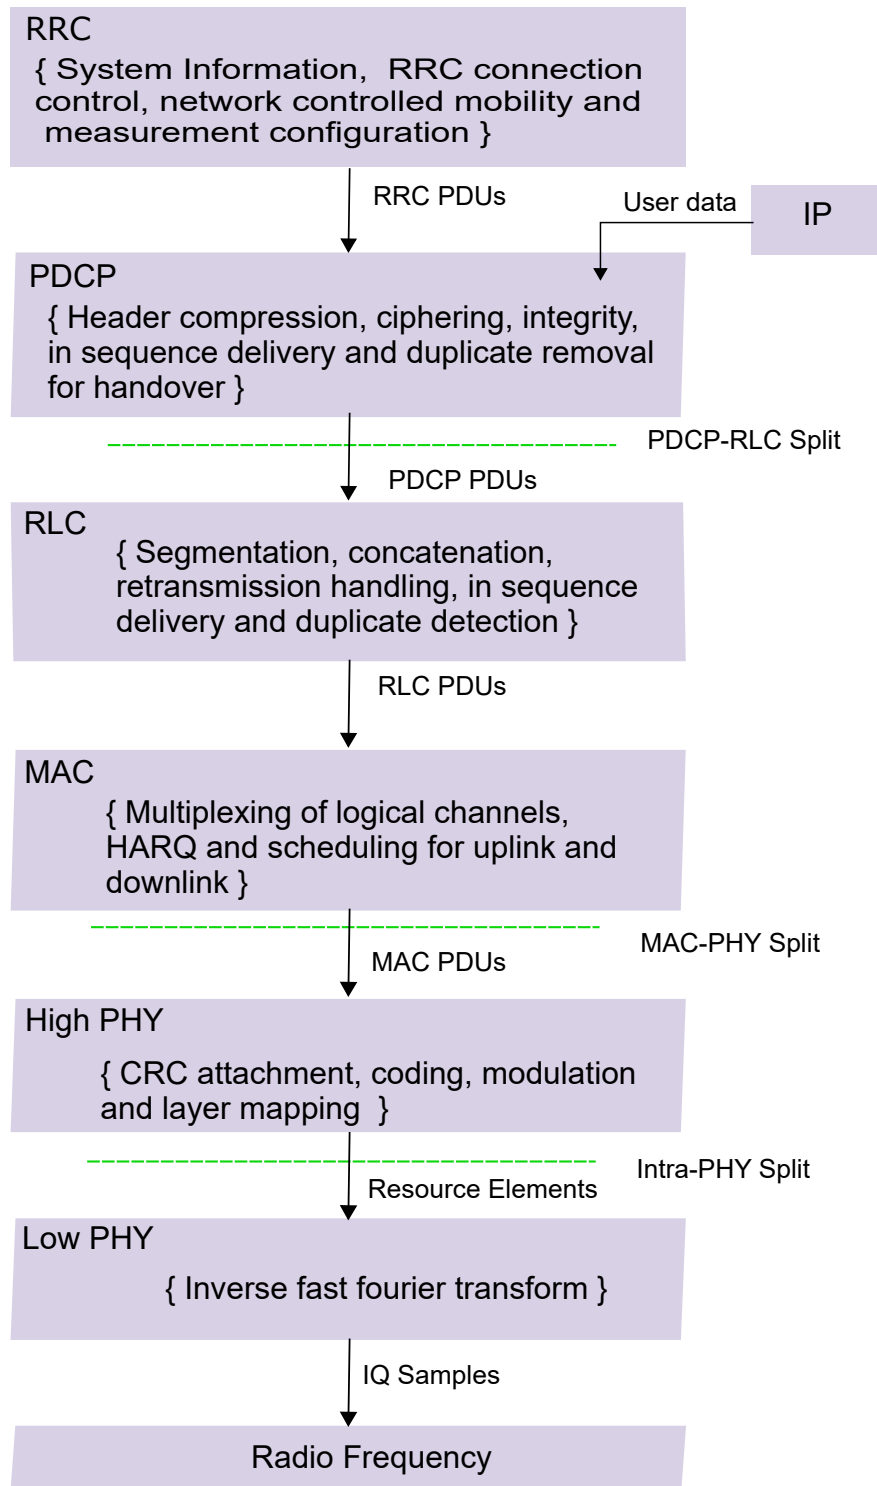 RRC
{ System Information, RRC connection
control, network controlled mobility and
measurement configuration }
RRC PDUs
User data
IP
PDCP
{ Header compression, ciphering, integrity,
in sequence delivery and duplicate removal
for handover }
PDCP-RLC Split
PDCP PDUs
RLC
{ Segmentation, concatenation,
retransmission handling, in sequence
delivery and duplicate detection }
RLC PDUs
MAC
{ Multiplexing of logical channels,
HARQ and scheduling for uplink and
downlink }
MAC-PHY Split
MAC PDUs
High PHY
{ CRC attachment, coding, modulation
and layer mapping }
Intra-PHY Split
Resource Elements
Low PHY
{ Inverse fast fourier transform }
IQ Samples
Radio Frequency